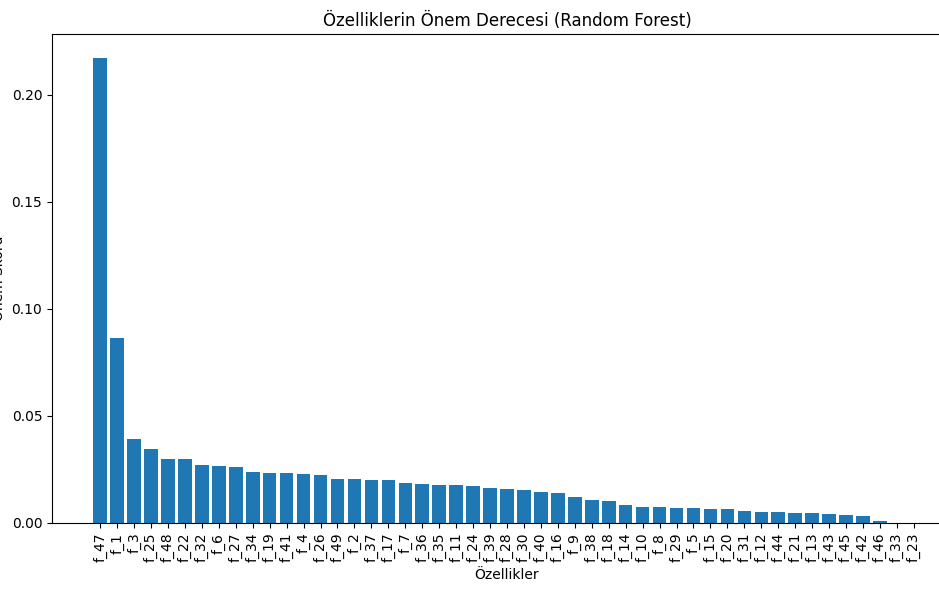 Özelliklerin Önem Derecesi (Random Forest)
0.20
0.15
0.10
0.05
0.00
f_47 f_1 f_3 f_25 f_48 f_22 f_32 f_6 f_27 f_34 f_19 f_41 f_4 f_26 f_49 f_2 f_37 f_17 f_7 f_36 f_35 f_11 f_24 f_39 f_28 f_30 f_40 f_16 f_9 f_38 f_18 f_14 f_10 f_8 f_29 f_5 f_15 f_20 f_31 f_12 f_44 f_21 f_13 f_43 f_45 f_42 f_46 f_33 f_23
Özellikler